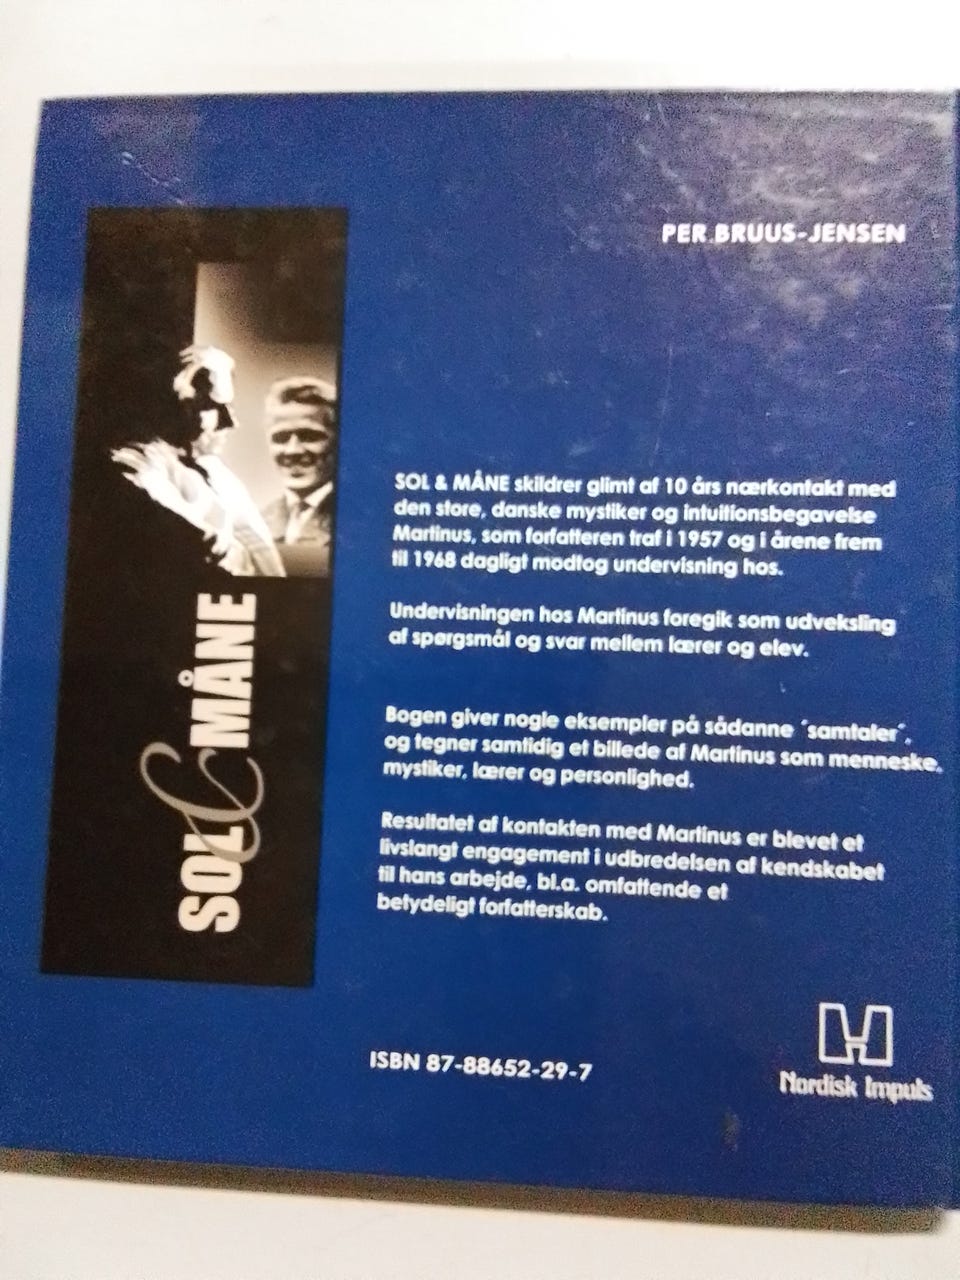 PER BRUUS-JENSEN
SOL & MÅNE
SOL & MÅNE skildrer glimt af 10 års nærkontakt med
den store, danske mystiker og intuitionsbegavelse
Martinus, som forfatteren traf i 1957 og i årene frem
til 1968 dagligt modtog undervisning hos.
Undervisningen hos Martinus foregik som udveksling
af spørgsmål og svar mellem lærer og elev.
Bogen giver nogle eksempler på sådanne ´samtaler´,
og tegner samtidig et billede af Martinus som menneske,
mystiker, lærer og personlighed.
Resultatet af kontakten med Martinus er blevet et
livslangt engagement i udbredelsen af kendskabet
til hans arbejde, bl.a. omfattende et
betydeligt forfatterskab.
ISBN 87-88652-29-7
Nordisk Impuls